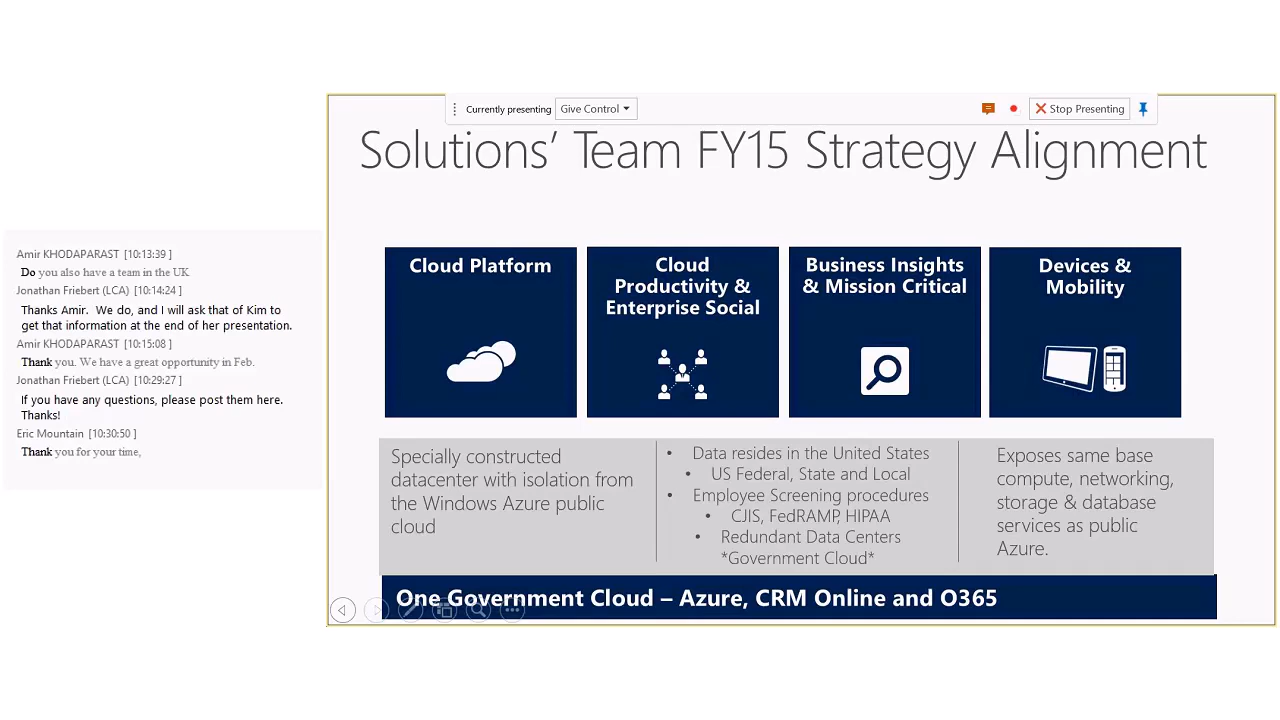 Currently presenting Give Control Stop Presenting
Solutions' Team FY15 Strategy Alignment
Amir KHODAPARAST [10:13:39 ]
Do you also have a team in the UK
Jonathan Friebert (LCA) [10:14:24 ]
Thanks Amir. We do, and I will ask that of Kim to
get that information at the end of her presentation.
Amir KHODAPARAST [10:15:08 ]
Thank you. We have a great opportunity in Feb.
Jonathan Friebert (LCA) [10:29:27 ]
If you have any questions, please post them here.
Thanks!
Eric Mountain [10:30:50 ]
Thank you for your time,
Cloud Platform
Cloud
Productivity &
Enterprise Social
Business Insights
& Mission Critical
Devices &
Mobility
Specially constructed
datacenter with isolation from
the Windows Azure public
cloud
• Data resides in the United States
• US Federal, State and Local
• Employee Screening procedures
• CJIS, FedRAMP, HIPAA
• Redundant Data Centers
*Government Cloud*
Exposes same base
compute, networking,
storage & database
services as public
Azure.
One Government Cloud – Azure, CRM Online and O365